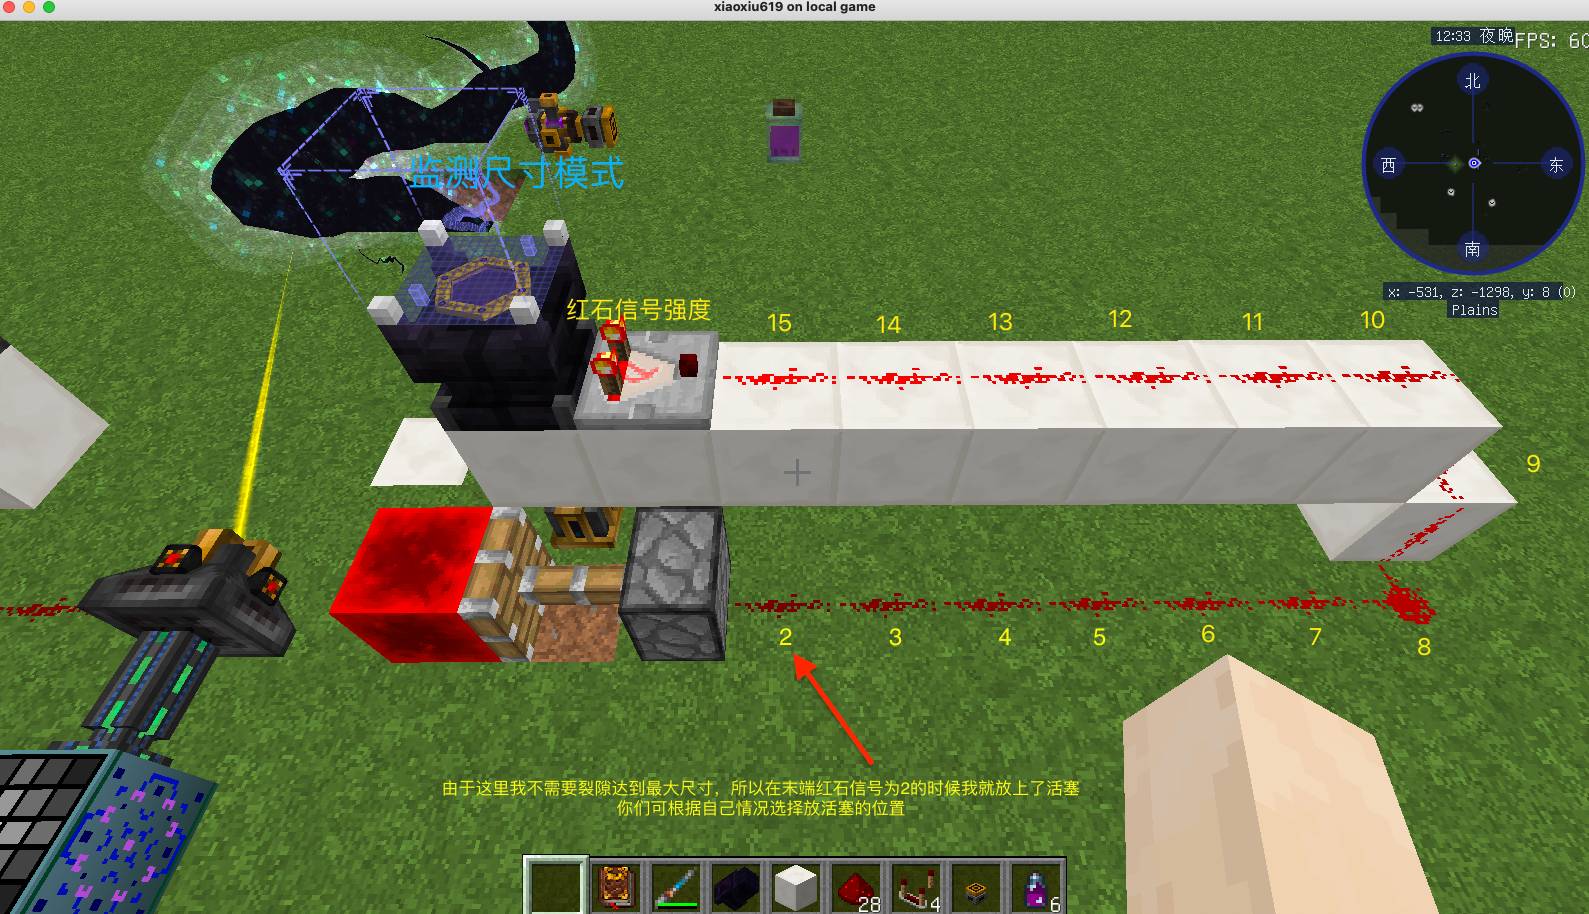 xiaoxiu619 on local game
12:33 夜晚
FPS: 60
北
西
东
南
x: -531, z: -1298, y: 8 (0)
Plains
监测尺寸模式
红石信号强度
15
14
13
12
11
10
9
2
3
4
5
6
7
8
由于这里我不需要裂隙达到最大尺寸，所以在末端红石信号为2的时候我就放上了活塞
你们可根据自己情况选择放活塞的位置
28
4
6